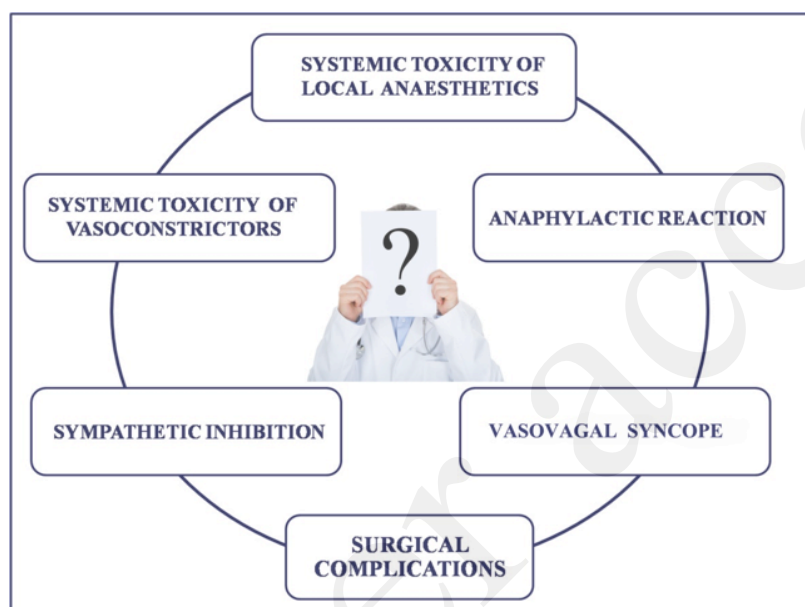 SYSTEMIC TOXICITY OF
LOCAL ANAESTHETICS
SYSTEMIC TOXICITY OF
VASOCONSTRICTORS
ANAPHYLACTIC REACTION
?
SYMPATHETIC INHIBITION
VASOVAGAL SYNCOPE
SURGICAL
COMPLICATIONS